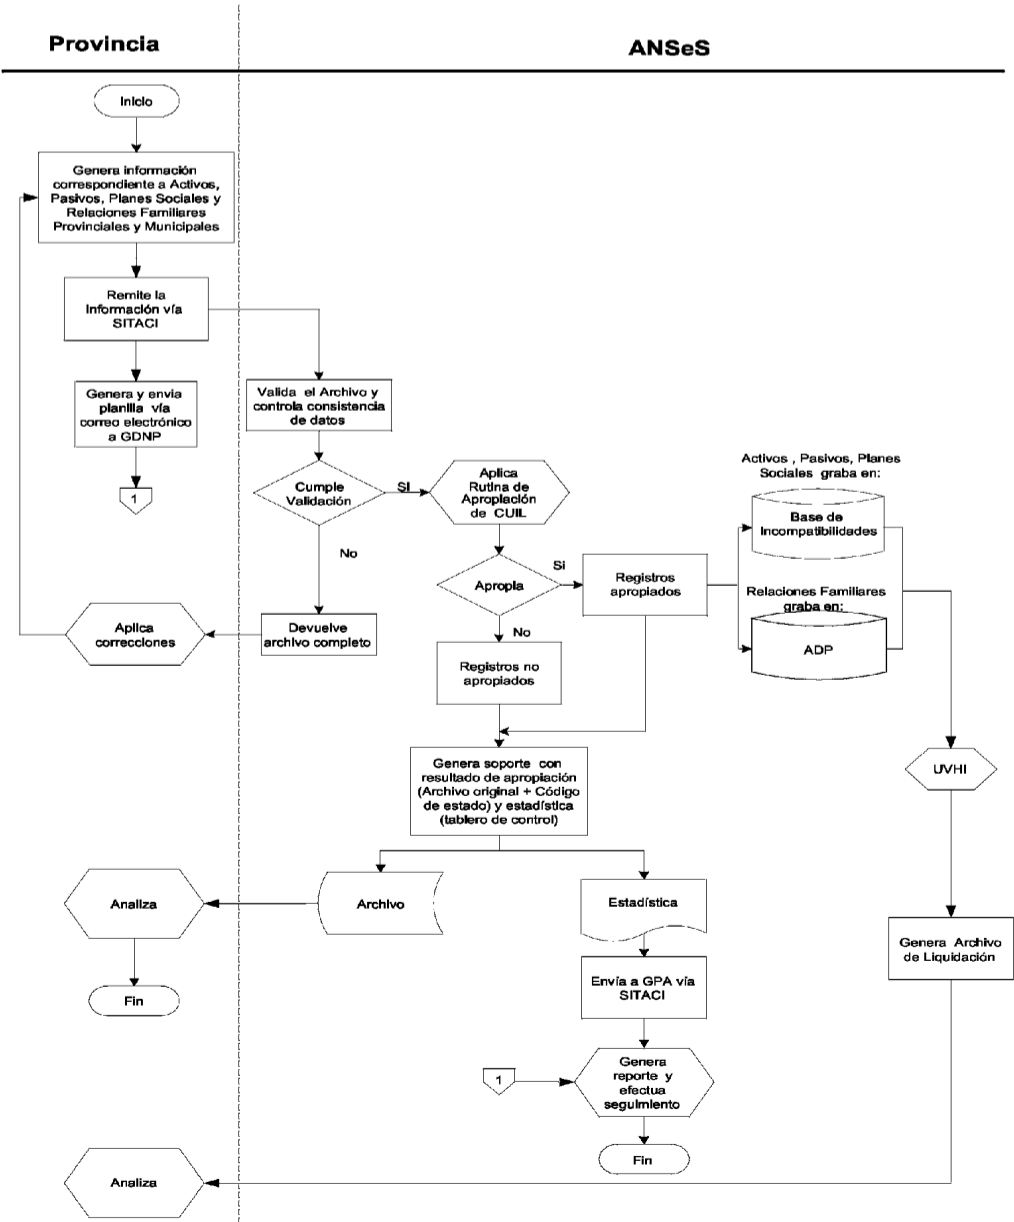 Provincia
ANSeS
Inicio
Genera información
correspondiente a Activos,
Pasivos, Planes Sociales y
Relaciones Familiares
Provinciales y Municipales
Remite la
Información vía
SITACI
Genera y envia
planilla vía
correo electrónico
a GDNP
1
Valida el Archivo y
controla consistencia
de datos
Cumple
Validación
SI
No
Devuelve
archivo completo
Aplica
correcciones
Aplica
Rutina de
Apropiación
de CUIL
Apropia
Si
No
Registros
apropiados
Registros no
apropiados
Activos , Pasivos, Planes
Sociales graba en:
Base de
Incompatibilidades
Relaciones Familiares
graba en:
ADP
UVHI
Genera soporte con
resultado de apropiación
(Archivo original + Código
de estado) y estadística
(tablero de control)
Archivo
Analiza
Fin
Estadística
Envía a GPA vía
SITACI
1
Genera
reporte y
efectua
seguimiento
Fin
Genera Archivo
de Liquidación
Analiza